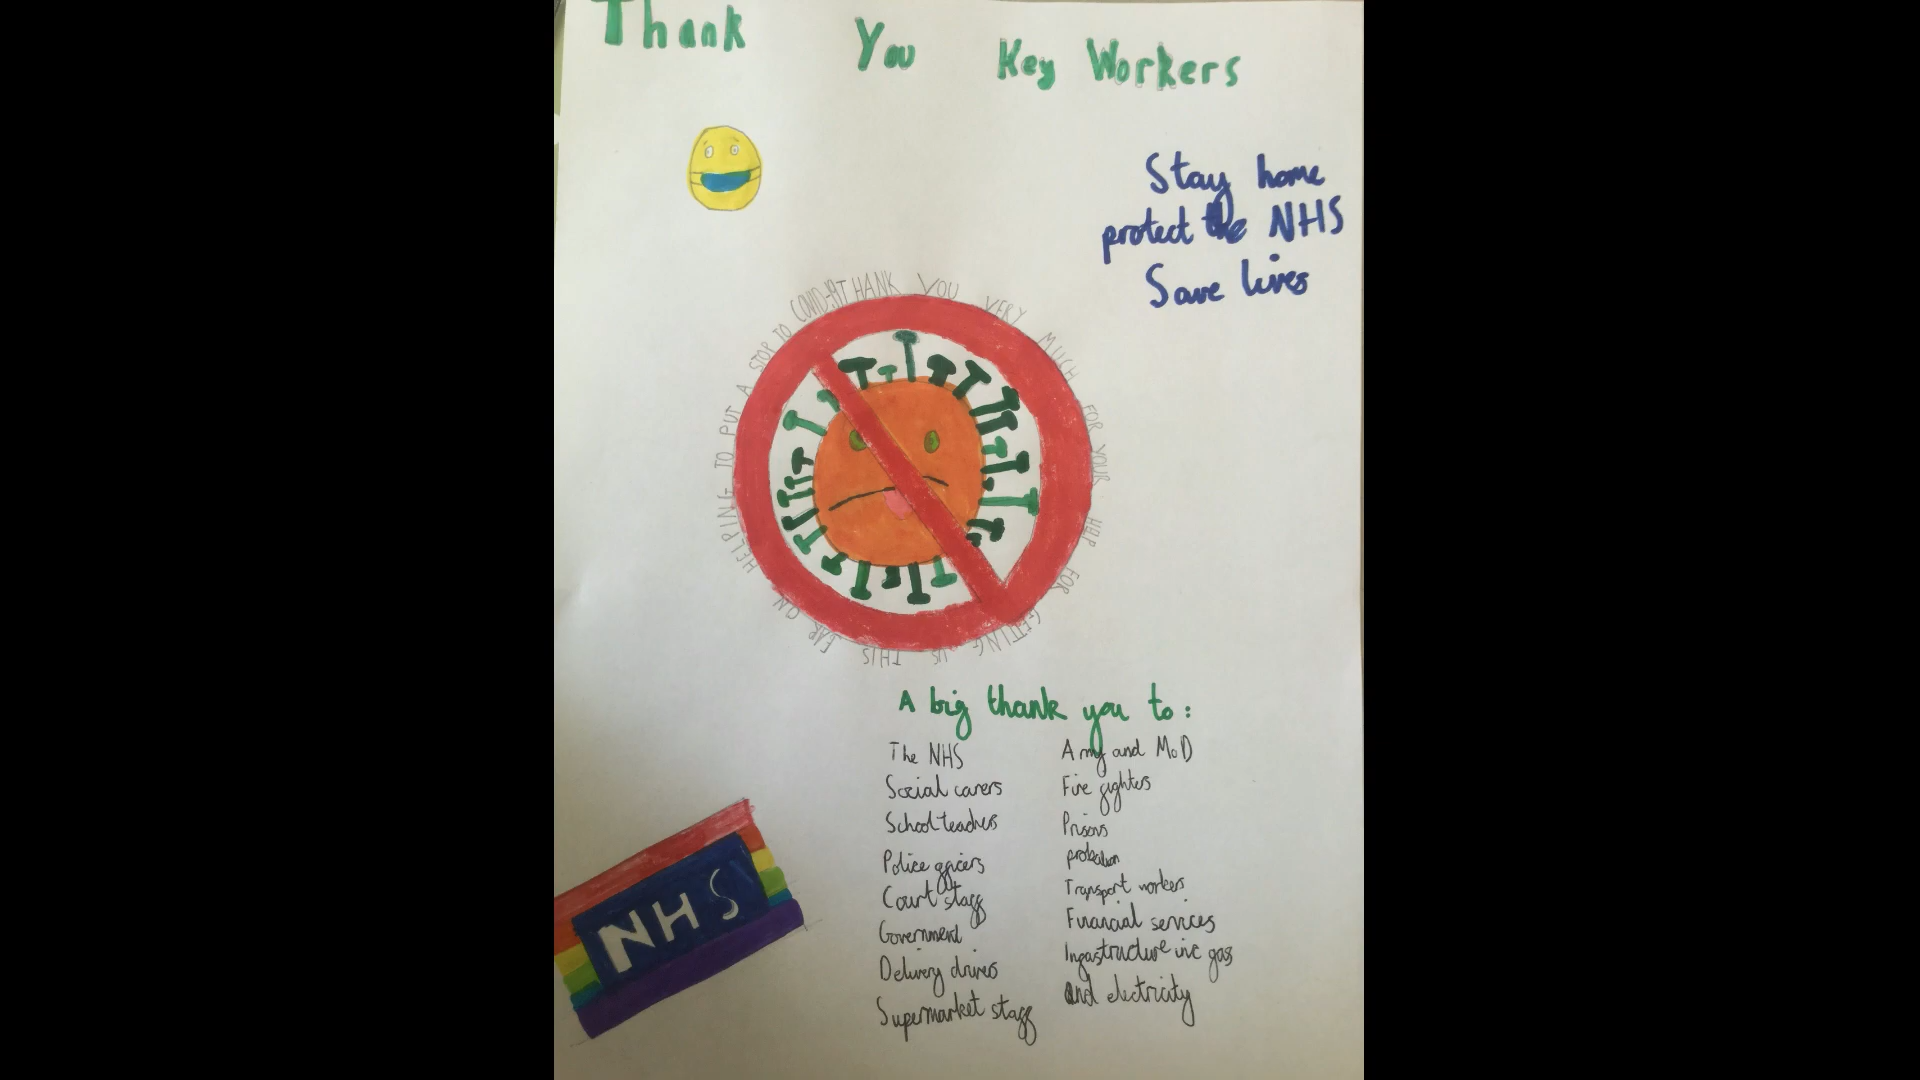 Thank You Key Workers
Stay home
protect the NHS
Save lives
THANK YOU VERY MUCH FOR YOUR HELP FOR GETTING US THIS FAR AN HELPING TO PUT A STOP TO COVID-19
A big thank you to:
The NHS
Social carers
School teachers
Police officers
Court staff
Government
Delivery drivers
Supermarket staff
Army and MoD
Fire fighters
Prisons
probation
Transport workers
Financial services
Infastructure inc gas
and electricity
NHS